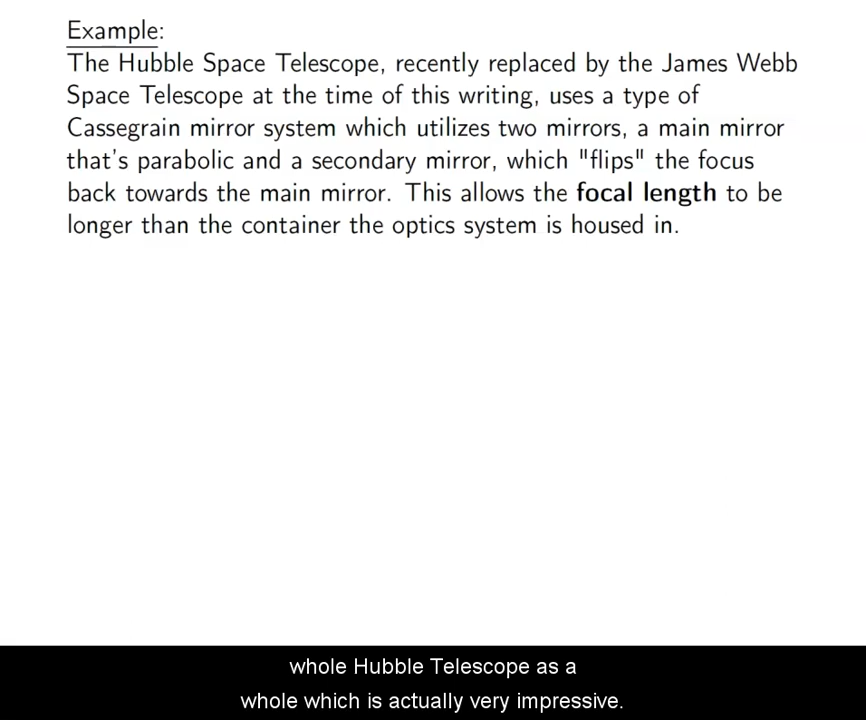 Example:
The Hubble Space Telescope, recently replaced by the James Webb
Space Telescope at the time of this writing, uses a type of
Cassegrain mirror system which utilizes two mirrors, a main mirror
that's parabolic and a secondary mirror, which "flips" the focus
back towards the main mirror. This allows the focal length to be
longer than the container the optics system is housed in.
whole Hubble Telescope as a
whole which is actually very impressive.